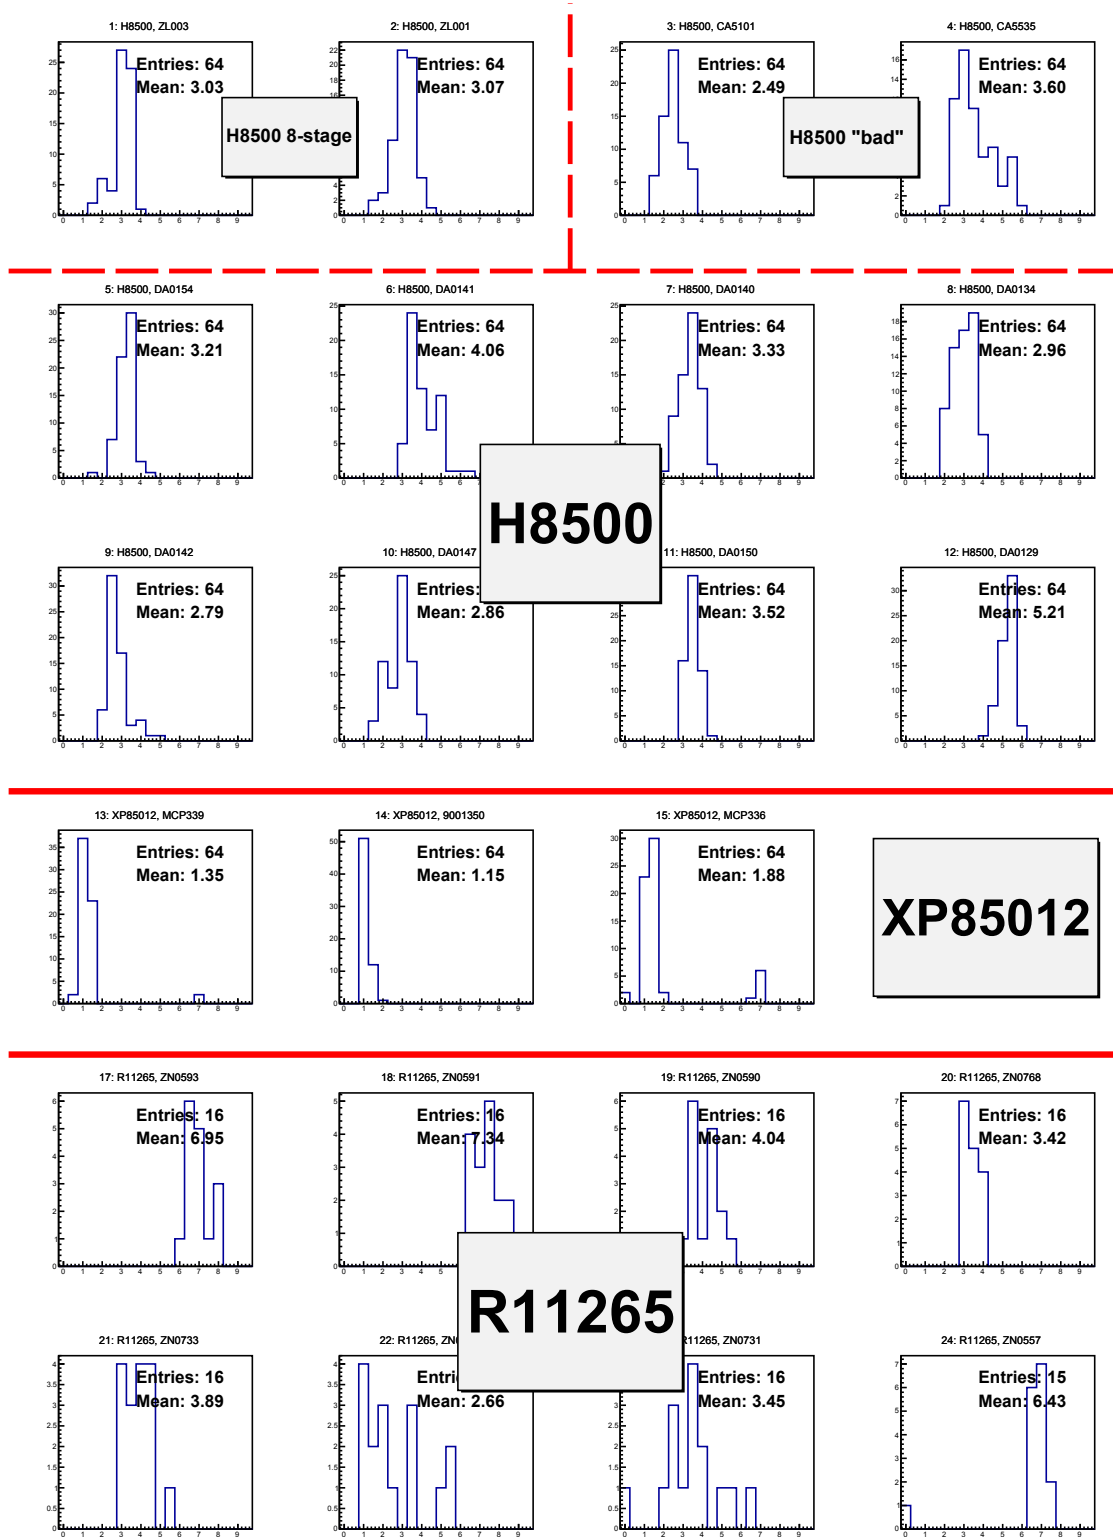 1: H8500, ZL003
Entries: 64
Mean: 3.03
2: H8500, ZL001
Entries: 64
Mean: 3.07
H8500 8-stage
3: H8500, CA5101
Entries: 64
Mean: 2.49
4: H8500, CA5535
Entries: 64
Mean: 3.60
H8500 "bad"
5: H8500, DA0154
Entries: 64
Mean: 3.21
6: H8500, DA0141
Entries: 64
Mean: 4.06
7: H8500, DA0140
Entries: 64
Mean: 3.33
8: H8500, DA0134
Entries: 64
Mean: 2.96
H8500
9: H8500, DA0142
Entries: 64
Mean: 2.79
10: H8500, DA0147
Entries:
Mean: 2.86
11: H8500, DA0150
Entries: 64
Mean: 3.52
12: H8500, DA0129
Entries: 64
Mean: 5.21
13: XP85012, MCP339
Entries: 64
Mean: 1.35
14: XP85012, 9001350
Entries: 64
Mean: 1.15
15: XP85012, MCP336
Entries: 64
Mean: 1.88
XP85012
17: R11265, ZN0593
Entries: 16
Mean: 6.95
18: R11265, ZN0591
Entries: 16
Mean: 7.34
19: R11265, ZN0590
Entries: 16
Mean: 4.04
20: R11265, ZN0768
Entries: 16
Mean: 3.42
R11265
21: R11265, ZN0733
Entries: 16
Mean: 3.89
22: R11265,
Mean: 2.66
R11265, ZN0731
Entries: 16
Mean: 3.45
24: R11265, ZN0557
Entries: 15
Mean: 6.43